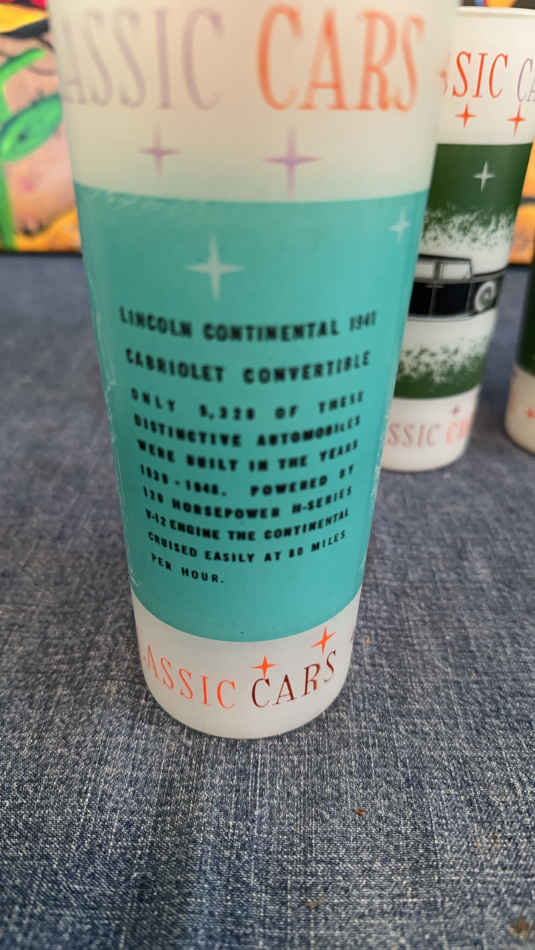 ASSIC CARS
SIC CA
LINCOLN CONTINENTAL 1941
CABRIOLET CONVERTIBLE
ONLY 5,320 OF THESE
DISTINCTIVE AUTOMOBILES
WERE BUILT IN THE YEARS
1939-1948. POWERED BY
120 HORSEPOWER H-SERIES
V-12 ENGINE THE CONTINENTAL
CRUISED EASILY AT 80 MILES
PER HOUR.
SSIC CA
ASSIC CARS